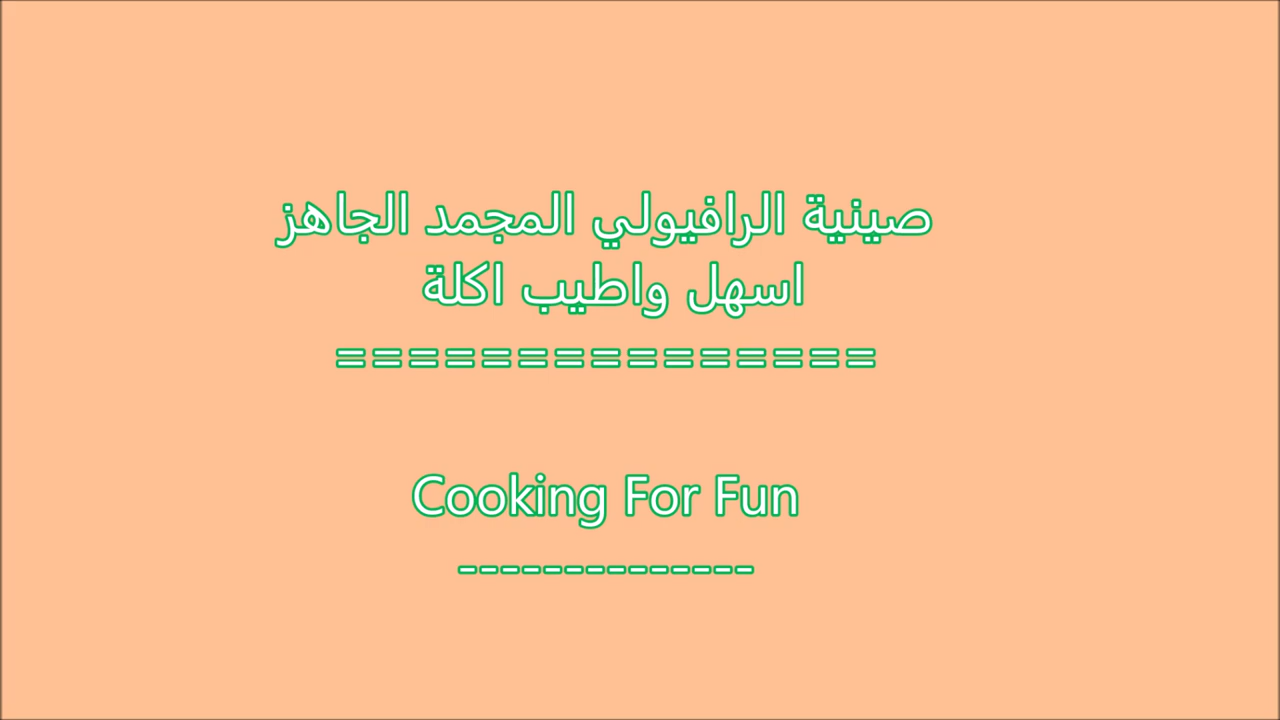 صينية الرافيولي المجمد الجاهز
اسهل واطيب اكلة
===============
Cooking For Fun
--------------